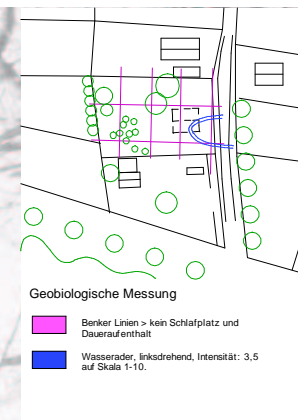 Geobiologische Messung
Benker Linien > kein Schlafplatz und
Daueraufenthalt
Wasserader, linksdrehend, Intensität: 3,5
auf Skala 1-10.